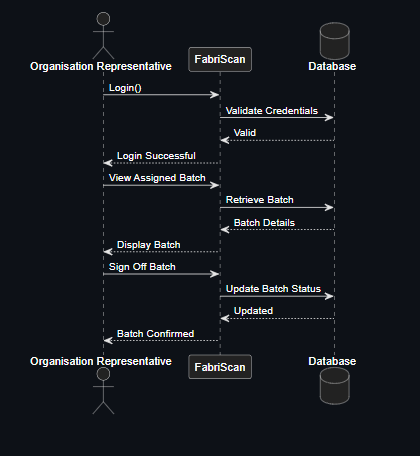 Organisation Representative FabriScan Database
Login()
Validate Credentials
Valid
Login Successful
View Assigned Batch
Retrieve Batch
Batch Details
Display Batch
Sign Off Batch
Update Batch Status
Updated
Batch Confirmed
Organisation Representative FabriScan Database